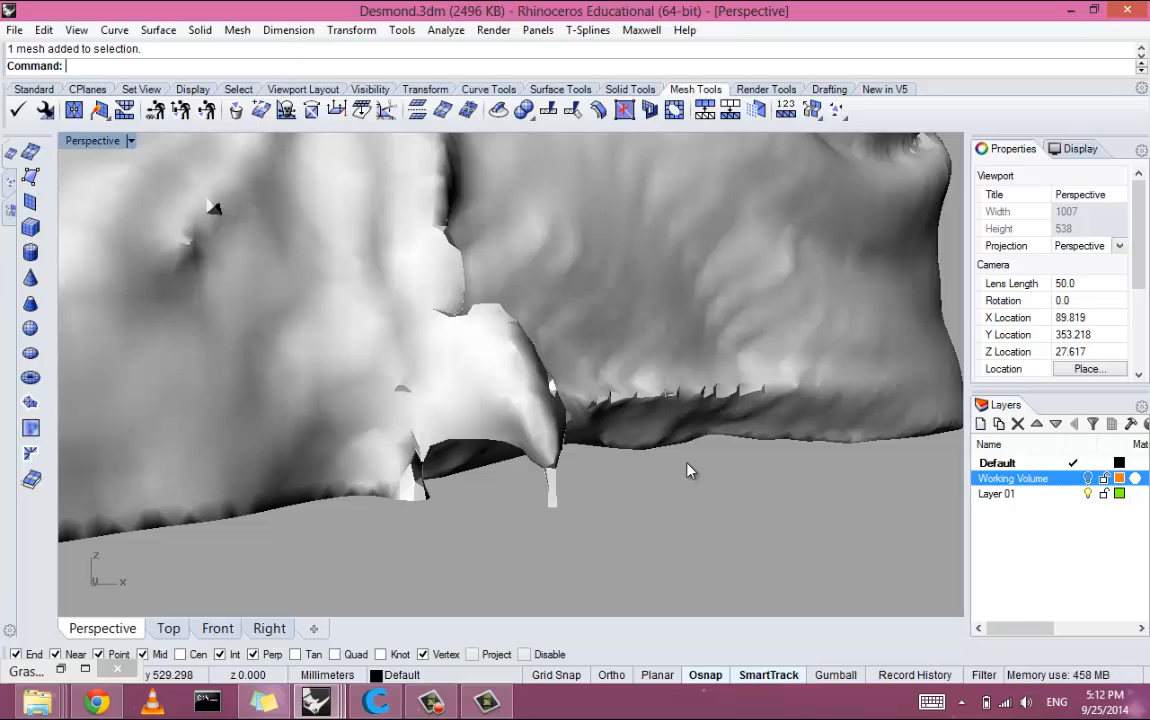 Desmond.3dm (2496 KB) - Rhinoceros Educational (64-bit) - [Perspective]
File Edit View Curve Surface Solid Mesh Dimension Transform Tools Analyze Render Panels T-Splines Maxwell Help
1 mesh added to selection.
Command:
Standard CPlanes Set View Display Select Viewport Layout Visibility Transform Curve Tools Surface Tools Solid Tools Mesh Tools Render Tools Drafting New in V5
123
Perspective
Properties Display
Viewport
Title Perspective
Width 1007
Height 538
Projection Perspective
Camera
Lens Length 50.0
Rotation 0.0
X Location 89.819
Y Location 353.218
Z Location 27.617
Location Place...
Layers
Name Mat
Default
Working Volume
Layer 01
z
y x
Perspective Top Front Right
End Near Point Mid Cen Int Perp Tan Quad Knot Vertex Project Disable
Gras... y 529.298 z 0.000 Millimeters Default Grid Snap Ortho Planar Osnap SmartTrack Gumball Record History Filter Memory use: 458 MB
ENG
5:12 PM
9/25/2014